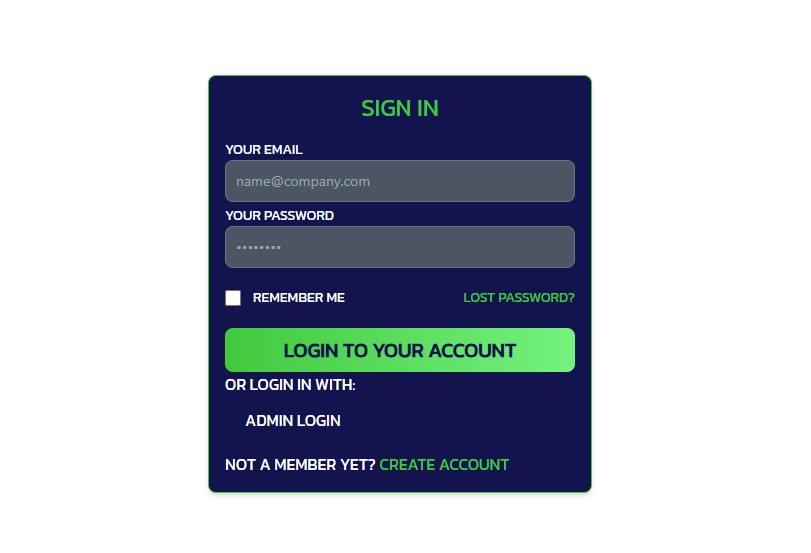 SIGN IN
YOUR EMAIL
name@company.com
YOUR PASSWORD
••••••••
REMEMBER ME LOST PASSWORD?
LOGIN TO YOUR ACCOUNT
OR LOGIN IN WITH:
ADMIN LOGIN
NOT A MEMBER YET? CREATE ACCOUNT